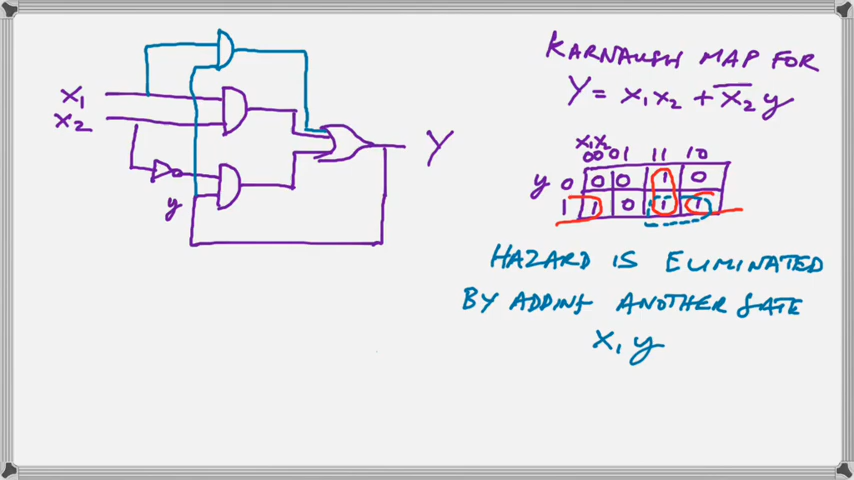 X₁
X₂
y
Y
KARNAUGH MAP FOR
Y = X₁X₂ + X̅₂y
X₁X₂
00 01 11 10
y 0 0 0 1 0
1 1 0 1 1
HAZARD IS ELIMINATED
BY ADDING ANOTHER GATE
X₁y